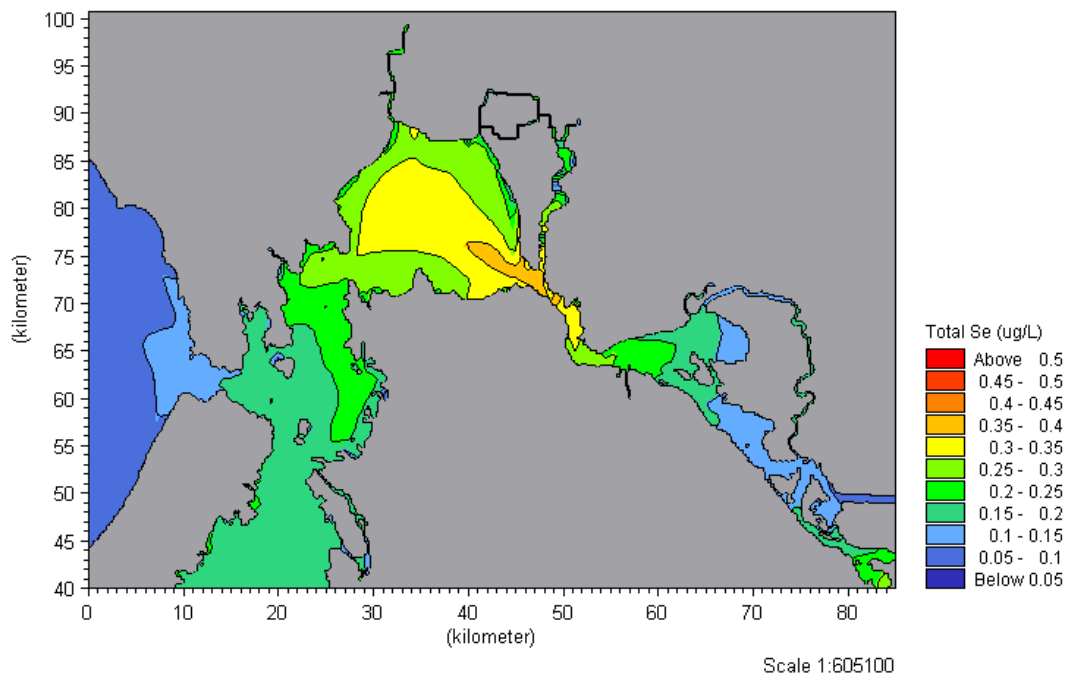 100
95
90
85
80
75
70
65
60
55
50
45
40
(kilometer)
0 10 20 30 40 50 60 70 80
(kilometer)
Scale 1:605100
Total Se (ug/L)
Above 0.5
0.45 - 0.5
0.4 - 0.45
0.35 - 0.4
0.3 - 0.35
0.25 - 0.3
0.2 - 0.25
0.15 - 0.2
0.1 - 0.15
0.05 - 0.1
Below 0.05